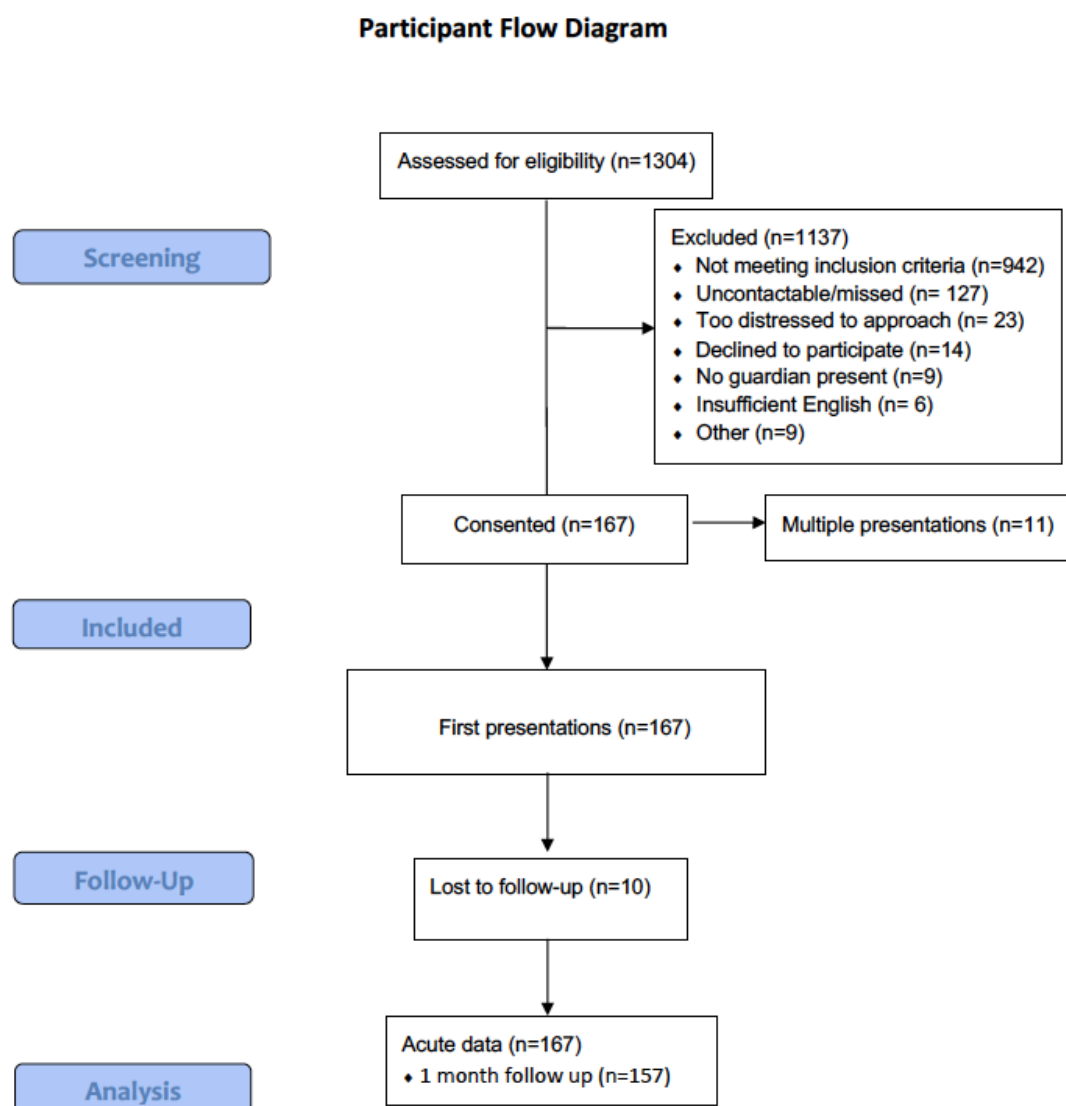 Participant Flow Diagram
Assessed for eligibility (n=1304)
Screening
Excluded (n=1137)
⬧ Not meeting inclusion criteria (n=942)
⬧ Uncontactable/missed (n= 127)
⬧ Too distressed to approach (n= 23)
⬧ Declined to participate (n=14)
⬧ No guardian present (n=9)
⬧ Insufficient English (n= 6)
⬧ Other (n=9)
Consented (n=167)
Multiple presentations (n=11)
Included
First presentations (n=167)
Follow-Up
Lost to follow-up (n=10)
Acute data (n=167)
⬧ 1 month follow up (n=157)
Analysis